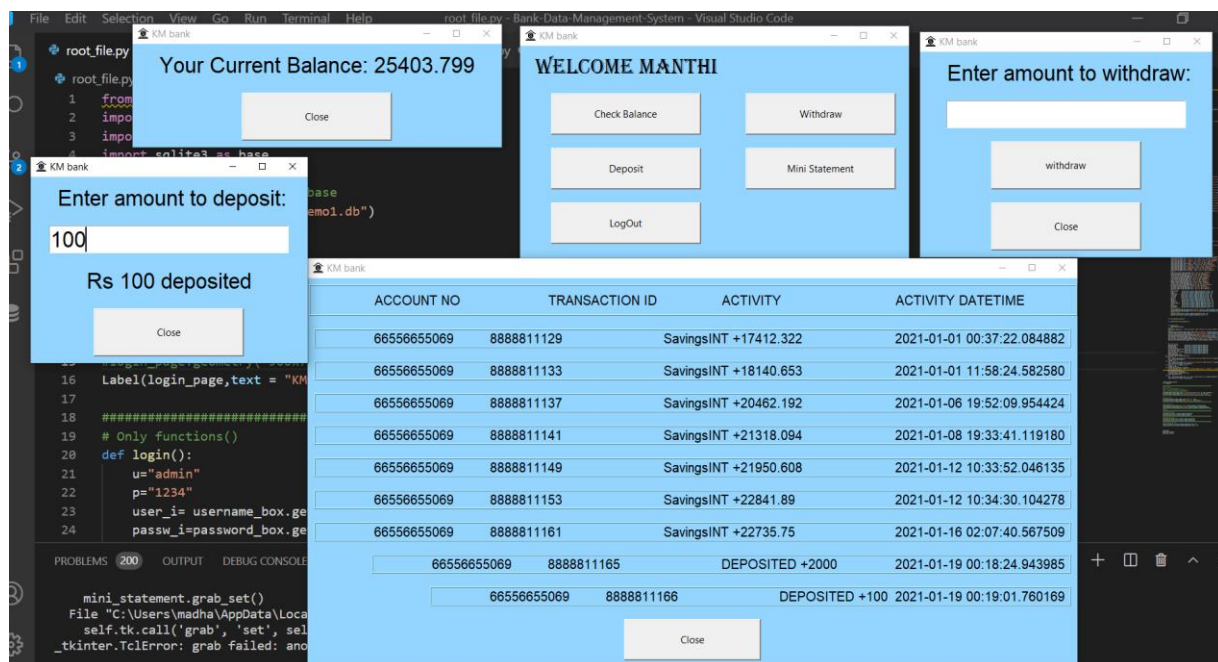 File Edit Selection View Go Run Terminal Help root_file.py - Bank-Data-Management-System - Visual Studio Code
root_file.py
root_file.py
1 from
2 impo
3 impo
4 import sqlite3 as base
base
emo1.db")
16 Label(login_page,text = "KM
17
18 ##############################
19 # Only functions()
20 def login():
21 u="admin"
22 p="1234"
23 user_i= username_box.ge
24 passw_i=password_box.ge
PROBLEMS 200 OUTPUT DEBUG CONSOLE
mini_statement.grab_set()
File "C:\Users\madha\AppData\Loca
self.tk.call('grab', 'set', sel
_tkinter.TclError: grab failed: ano
1
2
KM bank
Your Current Balance: 25403.799
Close
KM bank
WELCOME MANTHI
Check Balance Withdraw
Deposit Mini Statement
LogOut
KM bank
Enter amount to withdraw:
withdraw
Close
KM bank
Enter amount to deposit:
100
Rs 100 deposited
Close
KM bank
ACCOUNT NO TRANSACTION ID ACTIVITY ACTIVITY DATETIME
66556655069 8888811129 SavingsINT +17412.322 2021-01-01 00:37:22.084882
66556655069 8888811133 SavingsINT +18140.653 2021-01-01 11:58:24.582580
66556655069 8888811137 SavingsINT +20462.192 2021-01-06 19:52:09.954424
66556655069 8888811141 SavingsINT +21318.094 2021-01-08 19:33:41.119180
66556655069 8888811149 SavingsINT +21950.608 2021-01-12 10:33:52.046135
66556655069 8888811153 SavingsINT +22841.89 2021-01-12 10:34:30.104278
66556655069 8888811161 SavingsINT +22735.75 2021-01-16 02:07:40.567509
66556655069 8888811165 DEPOSITED +2000 2021-01-19 00:18:24.943985
66556655069 8888811166 DEPOSITED +100 2021-01-19 00:19:01.760169
Close